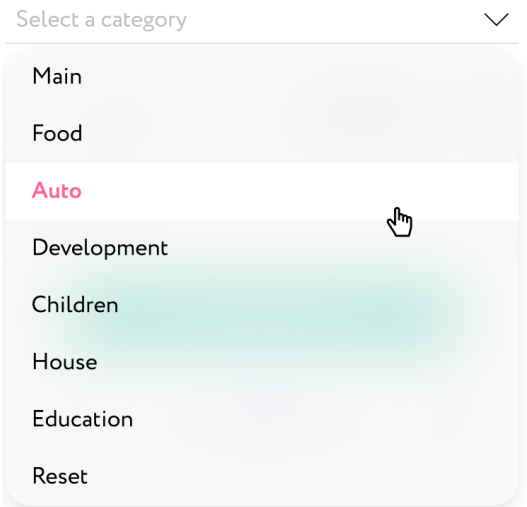 Select a category
Main
Food
Auto
Development
Children
House
Education
Reset